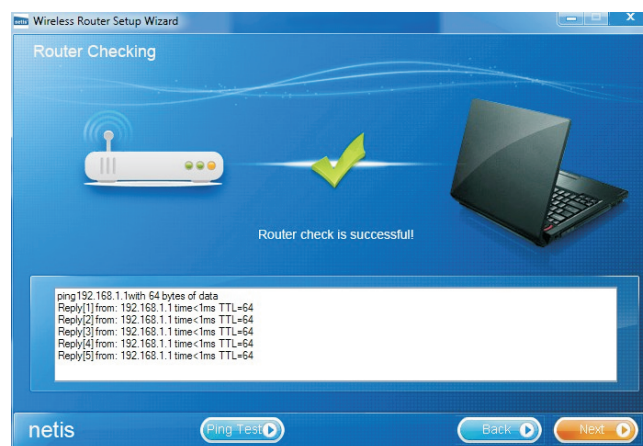 netis Wireless Router Setup Wizard
Router Checking
Router check is successful!
ping192.168.1.1with 64 bytes of data
Reply[1] from: 192.168.1.1 time<1ms TTL=64
Reply[2] from: 192.168.1.1 time<1ms TTL=64
Reply[3] from: 192.168.1.1 time<1ms TTL=64
Reply[4] from: 192.168.1.1 time<1ms TTL=64
Reply[5] from: 192.168.1.1 time<1ms TTL=64
netis
Ping Test
Back
Next